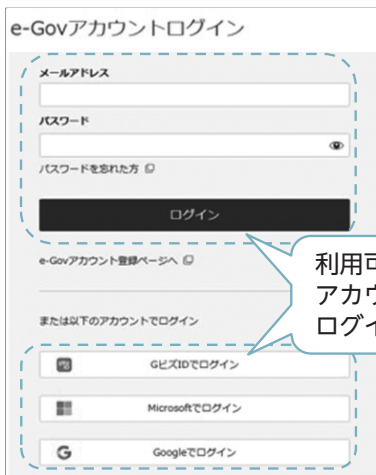 e-Govアカウントログイン
メールアドレス
パスワード
パスワードを忘れた方
ログイン
e-Govアカウント登録ページへ
利用可
アカウ
ログイ
または以下のアカウントでログイン
GビズIDでログイン
Microsoftでログイン
G Googleでログイン